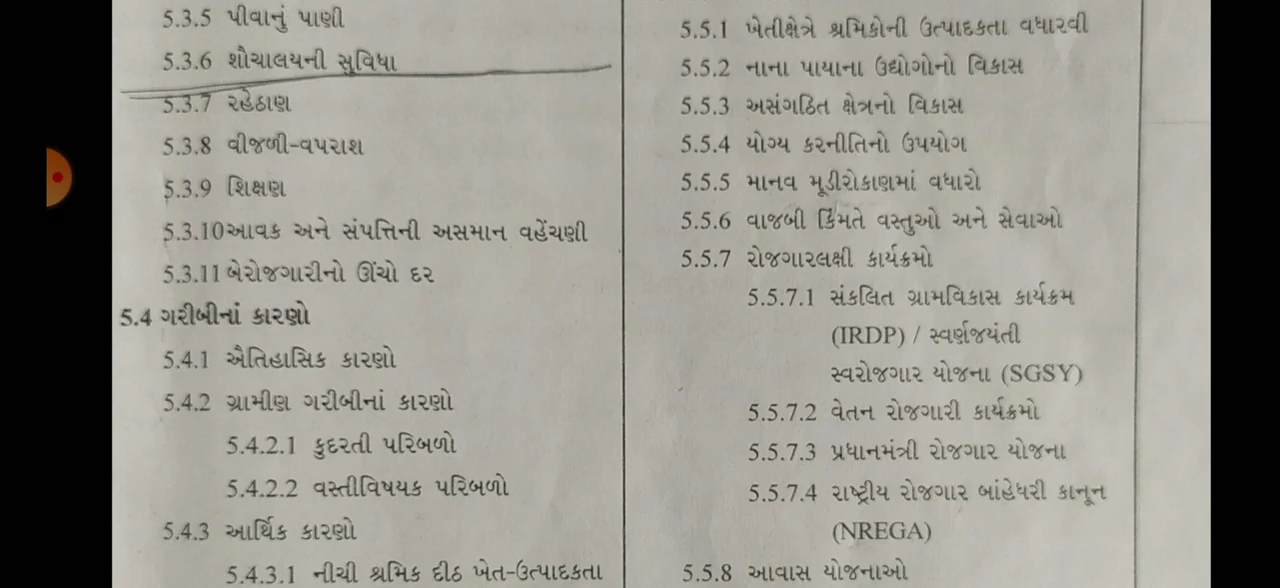 5.3.5 પીવાનું પાણી
5.3.6 શૌચાલયની સુવિધા
5.3.7 રહેઠાણ
5.3.8 વીજળી-વપરાશ
5.3.9 શિક્ષણ
5.3.10 આવક અને સંપત્તિની અસમાન વહેંચણી
5.3.11 બેરોજગારીનો ઊંચો દર
5.4 ગરીબીનાં કારણો
5.4.1 ઐતિહાસિક કારણો
5.4.2 ગ્રામીણ ગરીબીનાં કારણો
5.4.2.1 કુદરતી પરિબળો
5.4.2.2 વસ્તીવિષયક પરિબળો
5.4.3 આર્થિક કારણો
5.4.3.1 નીચી શ્રમિક દીઠ ખેત-ઉત્પાદકતા
5.5.1 ખેતીક્ષેત્રે શ્રમિકોની ઉત્પાદકતા વધારવી
5.5.2 નાના પાયાના ઉદ્યોગોનો વિકાસ
5.5.3 અસંગઠિત ક્ષેત્રનો વિકાસ
5.5.4 યોગ્ય કરનીતિનો ઉપયોગ
5.5.5 માનવ મૂડીરોકાણમાં વધારો
5.5.6 વાજબી કિંમતે વસ્તુઓ અને સેવાઓ
5.5.7 રોજગારલક્ષી કાર્યક્રમો
5.5.7.1 સંકલિત ગ્રામવિકાસ કાર્યક્રમ
(IRDP) / સ્વર્ણજયંતી
સ્વરોજગાર યોજના (SGSY)
5.5.7.2 વેતન રોજગારી કાર્યક્રમો
5.5.7.3 પ્રધાનમંત્રી રોજગાર યોજના
5.5.7.4 રાષ્ટ્રીય રોજગાર બાંહેધરી કાનૂન
(NREGA)
5.5.8 આવાસ યોજનાઓ